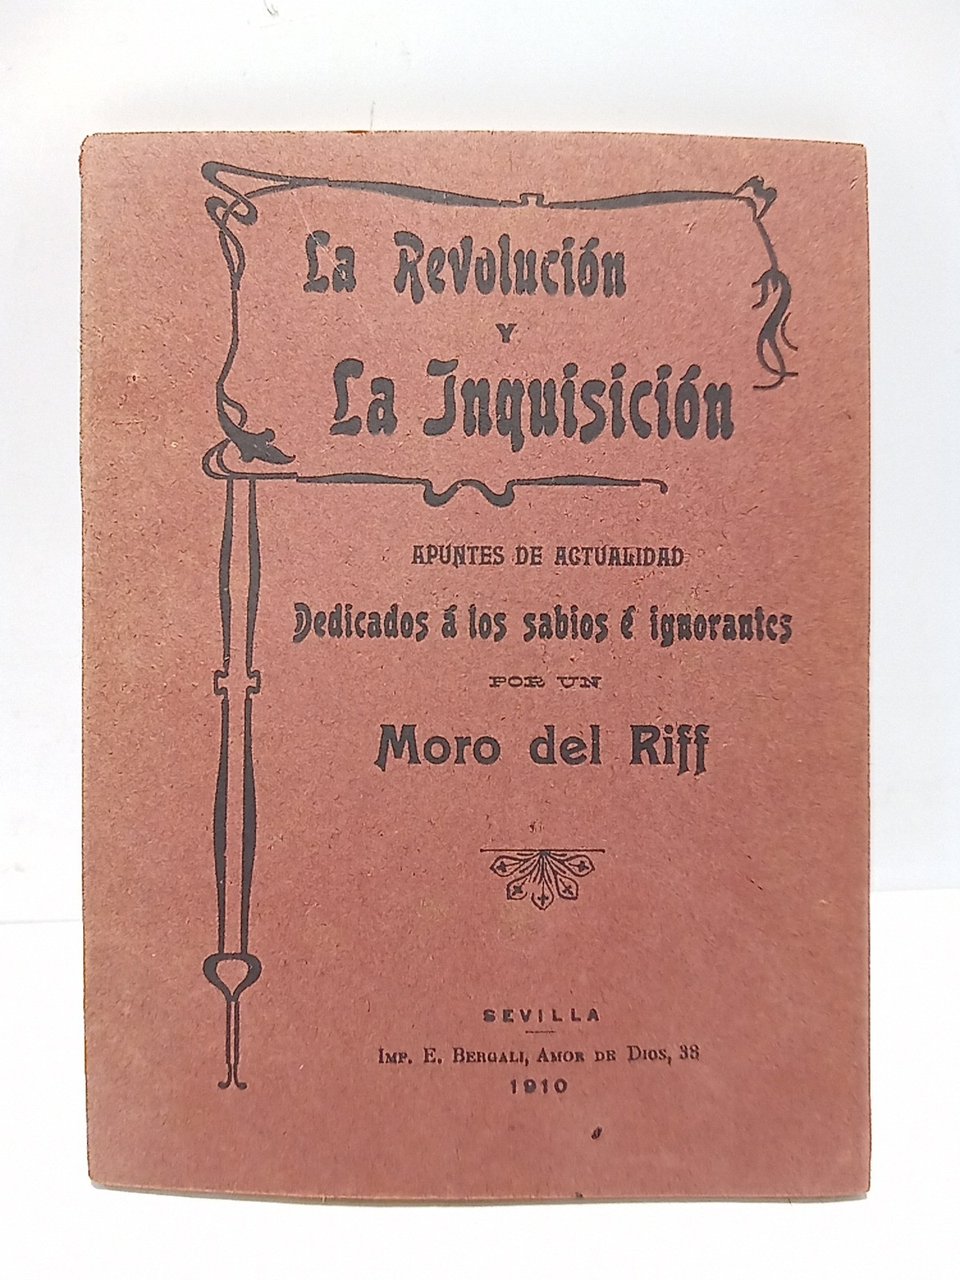 La Revolución
Y
La Inquisición
APUNTES DE ACTUALIDAD
Dedicados á los sabios é ignorantes
POR UN
Moro del Riff
SEVILLA
IMP. E. BERGALI, AMOR DE DIOS, 38
1910